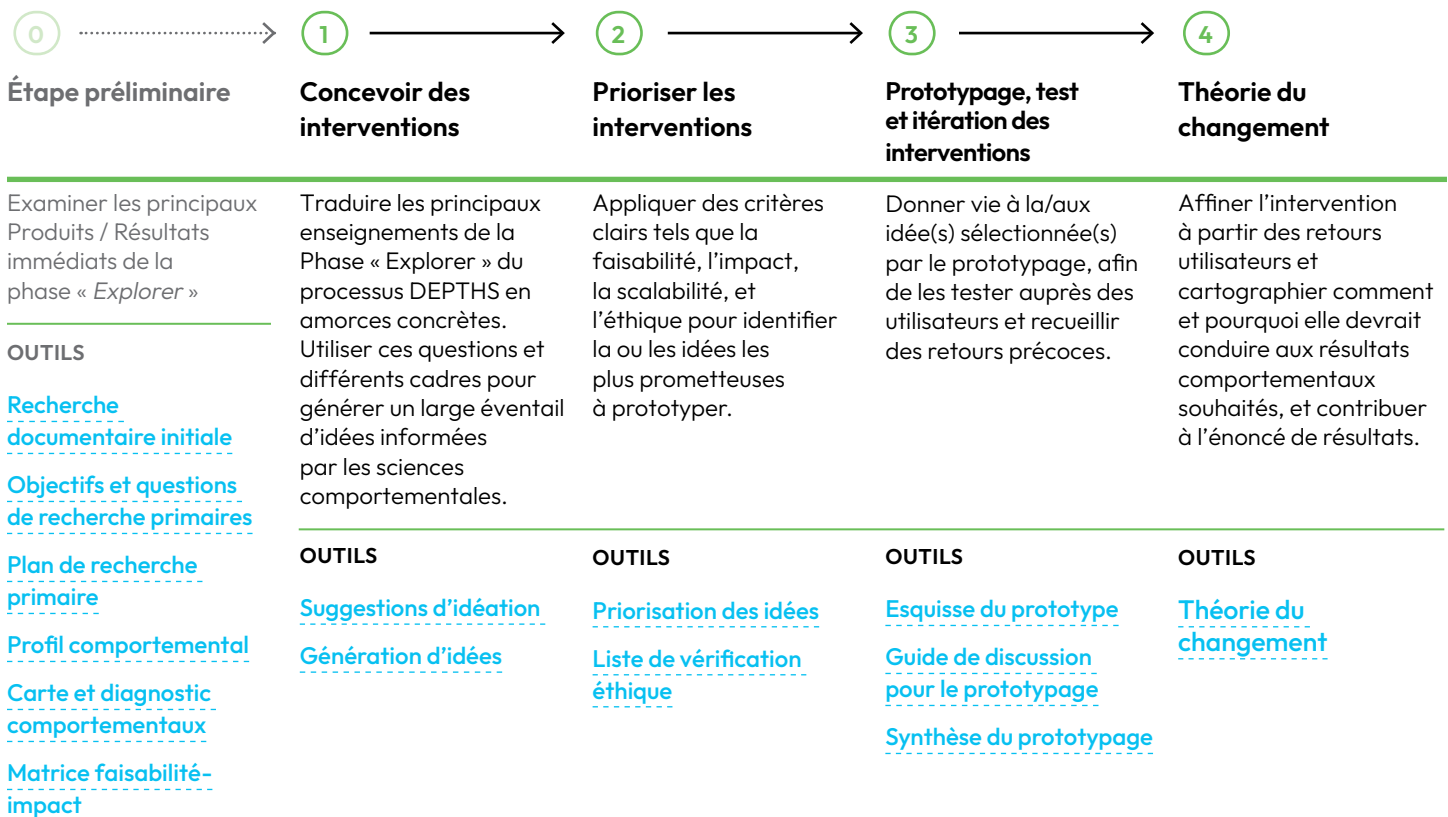 0
Étape préliminaire
Examiner les principaux
Produits / Résultats
immédiats de la
phase « Explorer »
OUTILS
Recherche
documentaire initiale
Objectifs et questions
de recherche primaires
Plan de recherche
primaire
Profil comportemental
Carte et diagnostic
comportementaux
Matrice faisabilité-
impact
1
Concevoir des
interventions
Traduire les principaux
enseignements de la
Phase « Explorer » du
processus DEPTHS en
amorces concrètes.
Utiliser ces questions et
différents cadres pour
générer un large éventail
d’idées informées
par les sciences
comportementales.
OUTILS
Suggestions d’idéation
Génération d’idées
2
Prioriser les
interventions
Appliquer des critères
clairs tels que la
faisabilité, l’impact,
la scalabilité, et
l’éthique pour identifier
la ou les idées les
plus prometteuses
à prototyper.
OUTILS
Priorisation des idées
Liste de vérification
éthique
3
Prototypage, test
et itération des
interventions
Donner vie à la/aux
idée(s) sélectionnée(s)
par le prototypage, afin
de les tester auprès des
utilisateurs et recueillir
des retours précoces.
OUTILS
Esquisse du prototype
Guide de discussion
pour le prototypage
Synthèse du prototypage
4
Théorie du
changement
Affiner l’intervention
à partir des retours
utilisateurs et
cartographier comment
et pourquoi elle devrait
conduire aux résultats
comportementaux
souhaités, et contribuer
à l’énoncé de résultats.
OUTILS
Théorie du
changement